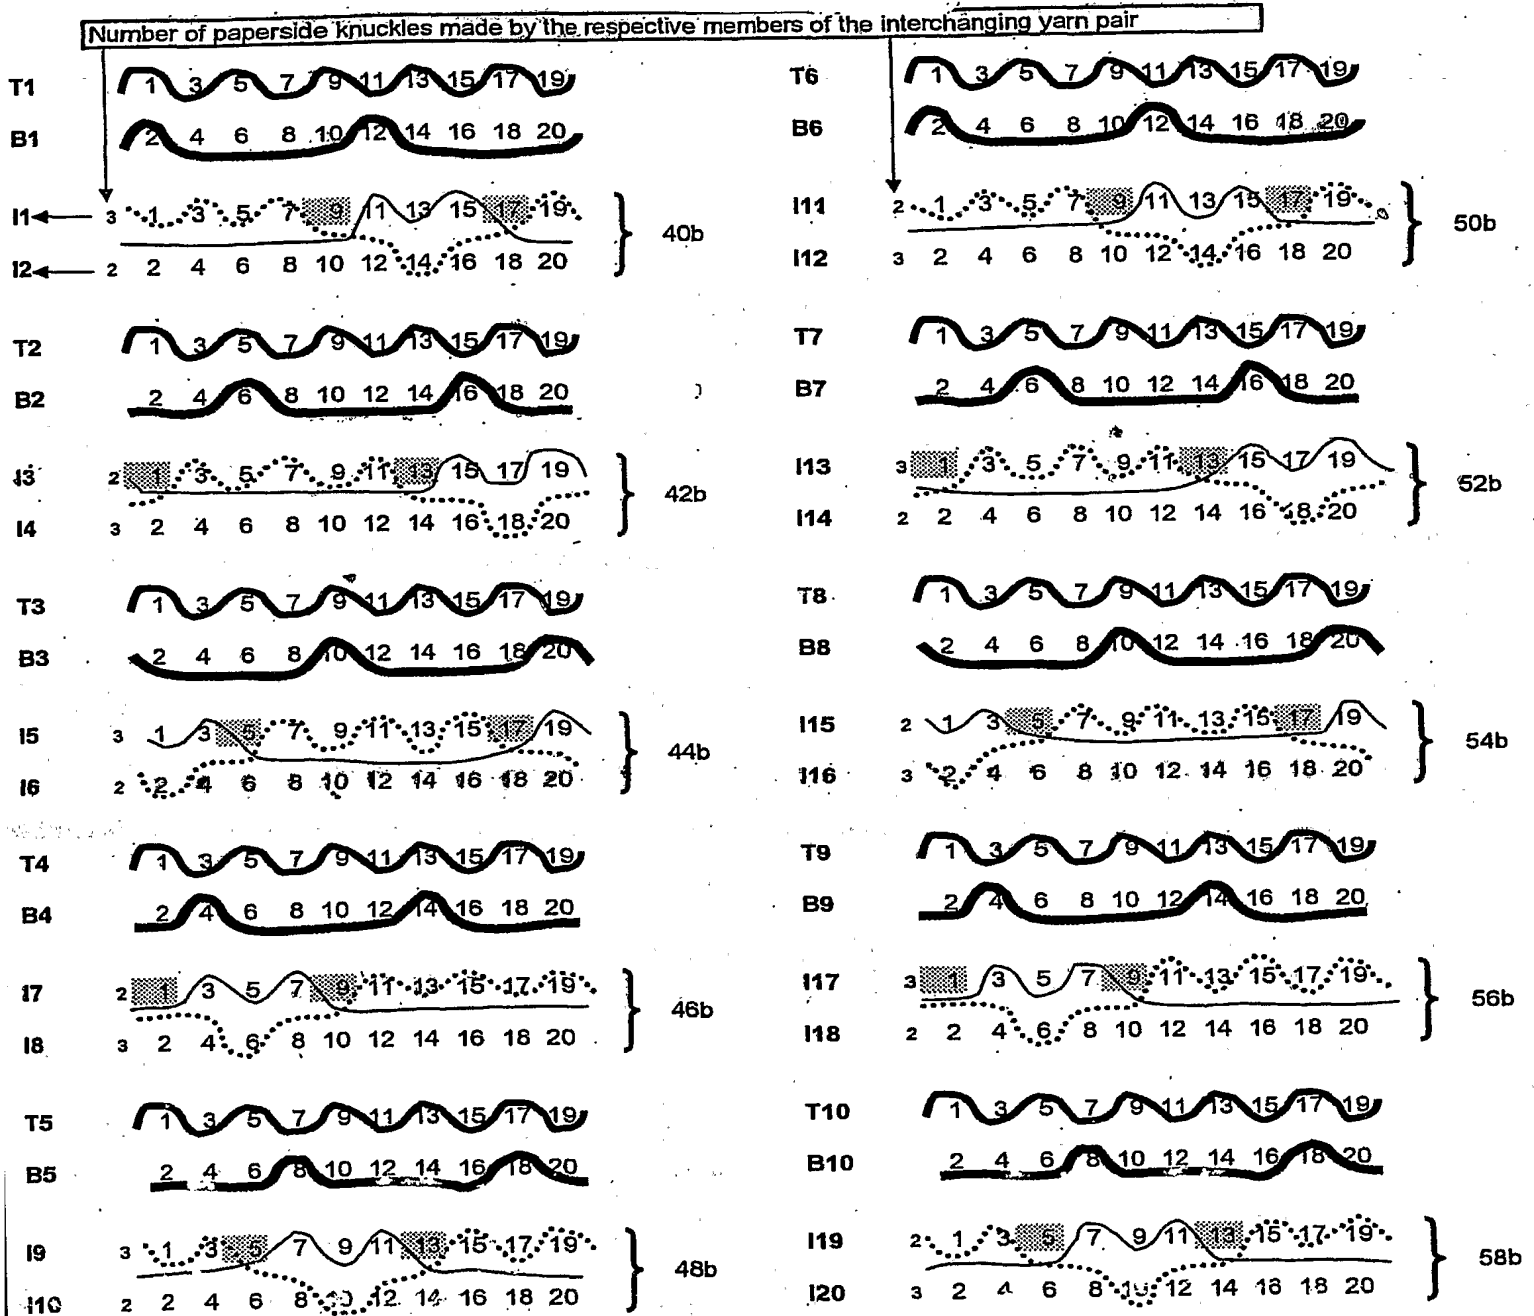 Number of paperside knuckles made by the respective members of the interchanging yarn pair
T1 1 3 5 7 9 11 13 15 17 19
B1 2 4 6 8 10 12 14 16 18 20
I1 3 1 3 5 7 9 11 13 15 17 19
40b
I2 2 2 4 6 8 10 12 14 16 18 20
T2 1 3 5 7 9 11 13 15 17 19
B2 2 4 6 8 10 12 14 16 18 20
I3 2 1 3 5 7 9 11 13 15 17 19
42b
I4 3 2 4 6 8 10 12 14 16 18 20
T3 1 3 5 7 9 11 13 15 17 19
B3 2 4 6 8 10 12 14 16 18 20
I5 3 1 3 5 7 9 11 13 15 17 19
44b
I6 2 2 4 6 8 10 12 14 16 18 20
T4 1 3 5 7 9 11 13 15 17 19
B4 2 4 6 8 10 12 14 16 18 20
I7 2 1 3 5 7 9 11 13 15 17 19
46b
I8 3 2 4 6 8 10 12 14 16 18 20
T5 1 3 5 7 9 11 13 15 17 19
B5 2 4 6 8 10 12 14 16 18 20
I9 3 1 3 5 7 9 11 13 15 17 19
48b
I10 2 2 4 6 8 10 12 14 16 18 20
T6 1 3 5 7 9 11 13 15 17 19
B6 2 4 6 8 10 12 14 16 18 20
I11 2 1 3 5 7 9 11 13 15 17 19
50b
I12 3 2 4 6 8 10 12 14 16 18 20
T7 1 3 5 7 9 11 13 15 17 19
B7 2 4 6 8 10 12 14 16 18 20
I13 3 1 3 5 7 9 11 13 15 17 19
52b
I14 2 2 4 6 8 10 12 14 16 18 20
T8 1 3 5 7 9 11 13 15 17 19
B8 2 4 6 8 10 12 14 16 18 20
I15 2 1 3 5 7 9 11 13 15 17 19
54b
I16 3 2 4 6 8 10 12 14 16 18 20
T9 1 3 5 7 9 11 13 15 17 19
B9 2 4 6 8 10 12 14 16 18 20
I17 3 1 3 5 7 9 11 13 15 17 19
56b
I18 2 2 4 6 8 10 12 14 16 18 20
T10 1 3 5 7 9 11 13 15 17 19
B10 2 4 6 8 10 12 14 16 18 20
I19 2 1 3 5 7 9 11 13 15 17 19
58b
I20 3 2 4 6 8 10 12 14 16 18 20